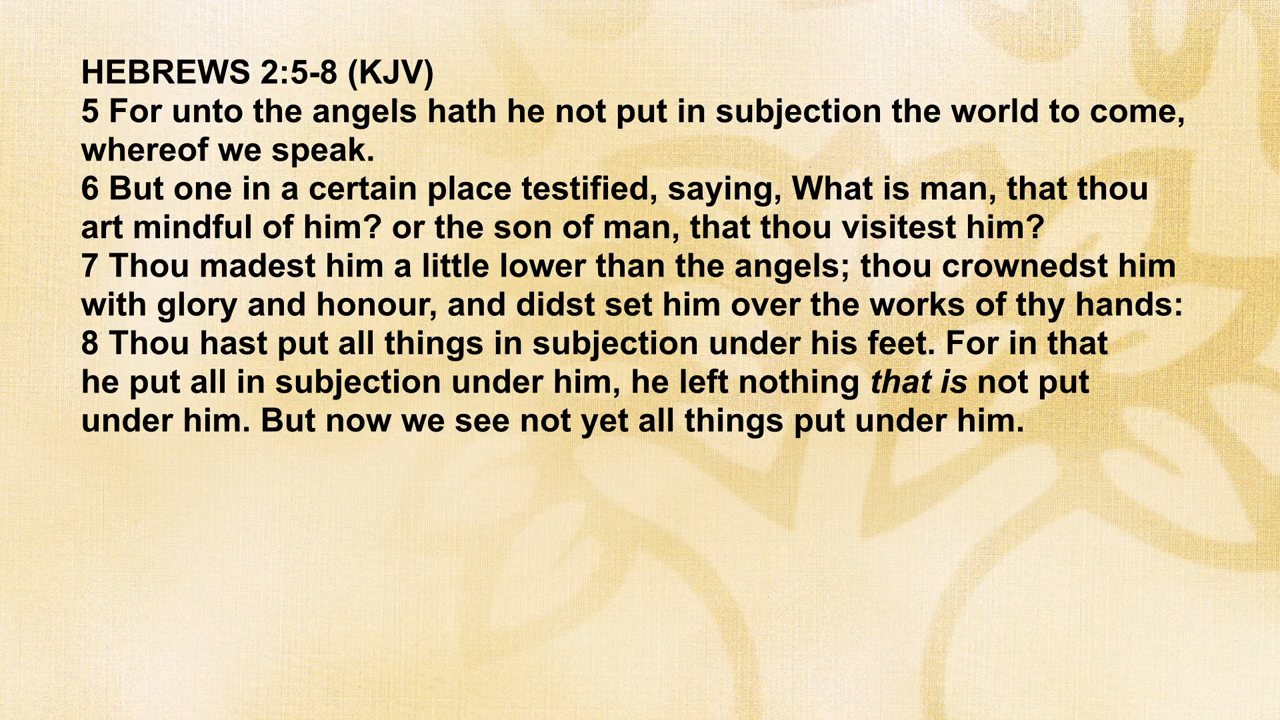 HEBREWS 2:5-8 (KJV)
5 For unto the angels hath he not put in subjection the world to come,
whereof we speak.
6 But one in a certain place testified, saying, What is man, that thou
art mindful of him? or the son of man, that thou visitest him?
7 Thou madest him a little lower than the angels; thou crownedst him
with glory and honour, and didst set him over the works of thy hands:
8 Thou hast put all things in subjection under his feet. For in that
he put all in subjection under him, he left nothing that is not put
under him. But now we see not yet all things put under him.